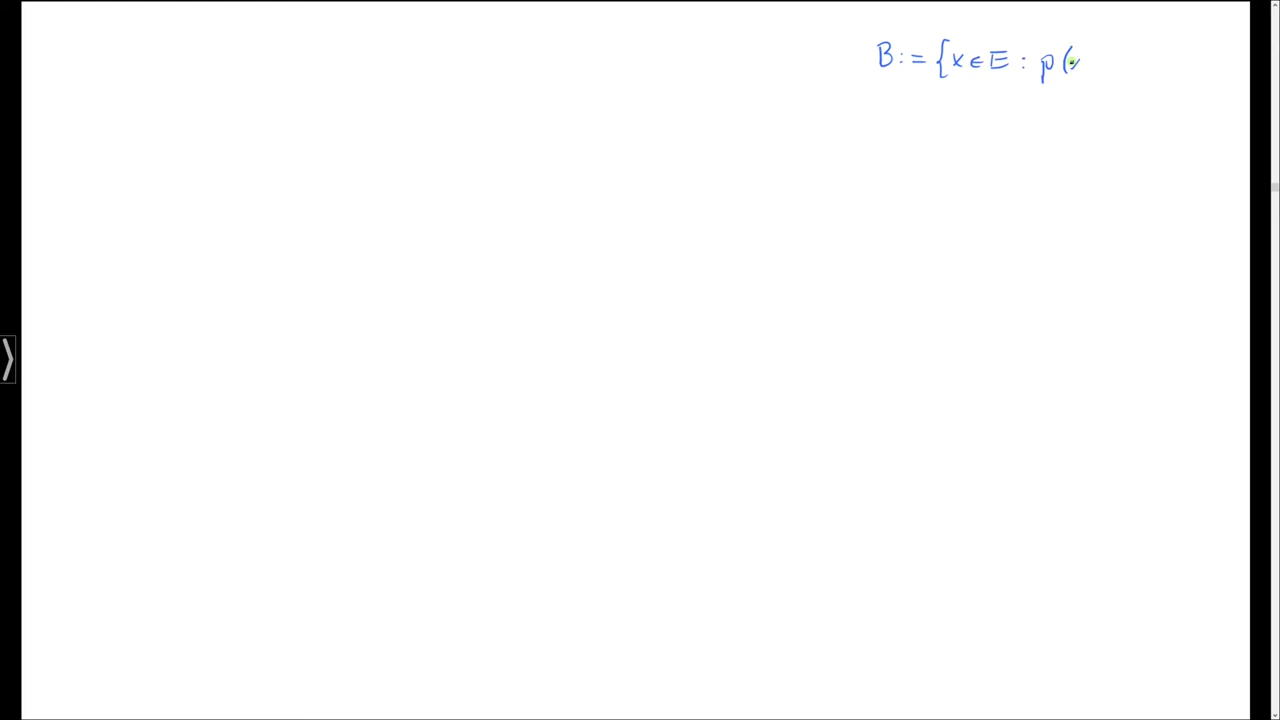 B := {x ∈ E : p(